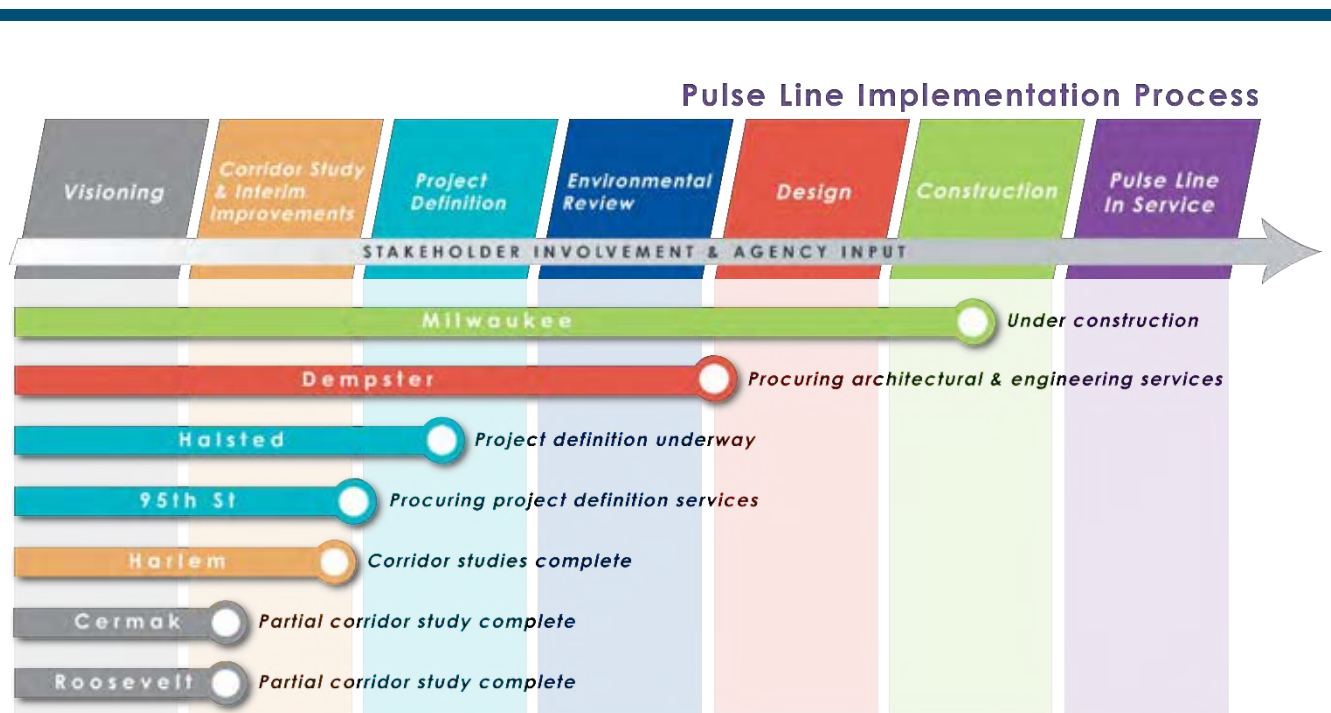 Pulse Line Implementation Process
Visioning
Corridor Study
& Interim
Improvements
Project
Definition
Environmental
Review
Design
Construction
Pulse Line
In Service
STAKEHOLDER INVOLVEMENT & AGENCY INPUT
Milwaukee
Under construction
Dempster
Procuring architectural & engineering services
Halsted
Project definition underway
95th St
Procuring project definition services
Harlem
Corridor studies complete
Cermak
Partial corridor study complete
Roosevelt
Partial corridor study complete